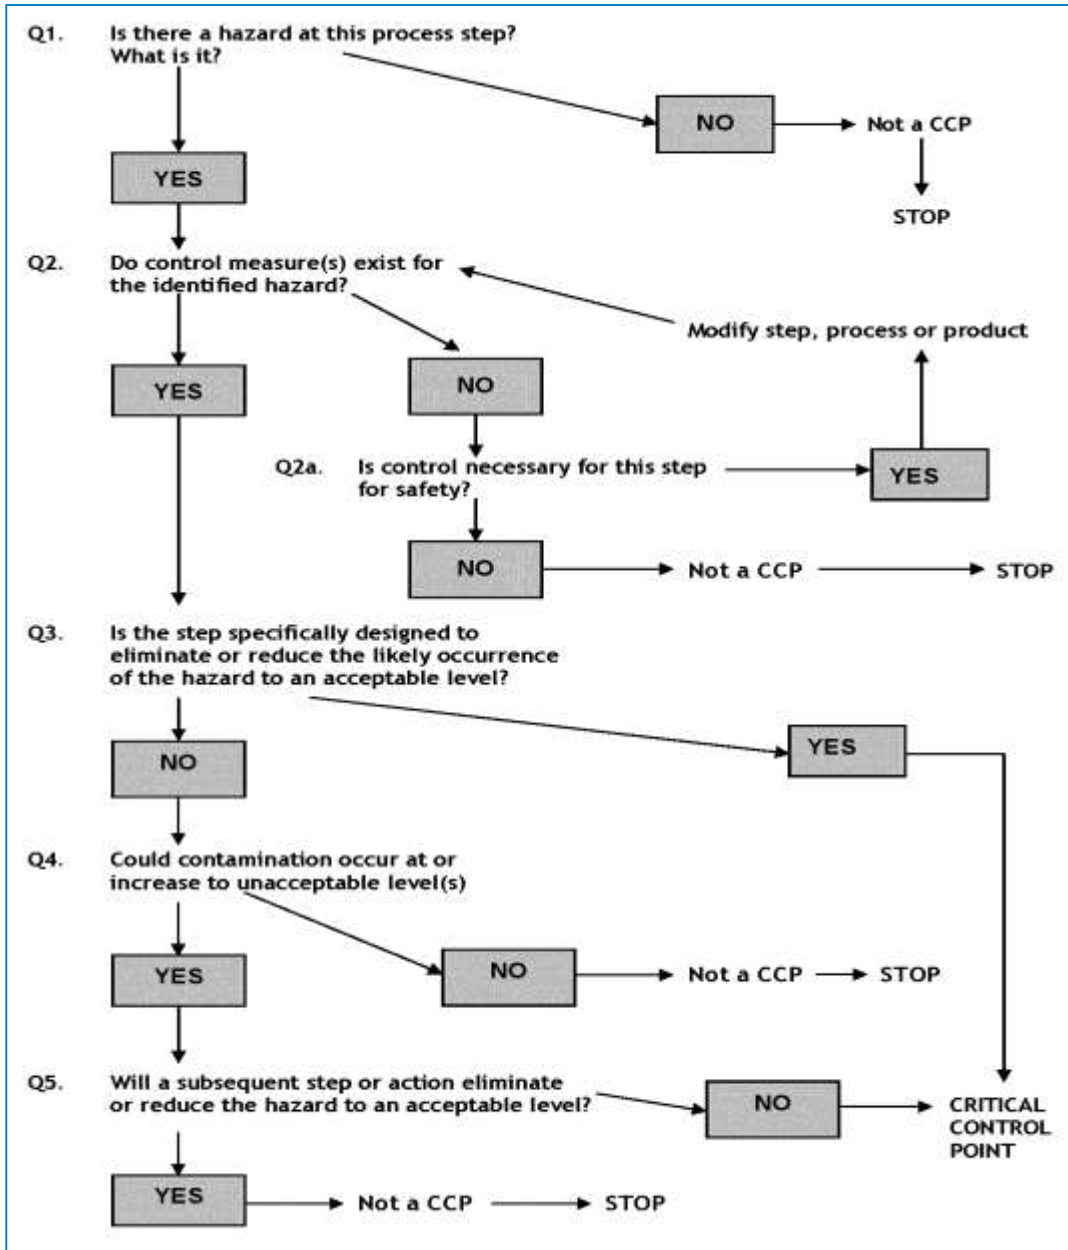 Q1. Is there a hazard at this process step?
What is it?
NO
Not a CCP
YES
STOP
Q2. Do control measure(s) exist for
the identified hazard?
Modify step, process or product
YES
NO
Q2a. Is control necessary for this step
for safety?
YES
NO
Not a CCP
STOP
Q3. Is the step specifically designed to
eliminate or reduce the likely occurrence
of the hazard to an acceptable level?
YES
NO
Q4. Could contamination occur at or
increase to unacceptable level(s)
YES
NO
Not a CCP
STOP
Q5. Will a subsequent step or action eliminate
or reduce the hazard to an acceptable level?
NO
CRITICAL
CONTROL
POINT
YES
Not a CCP
STOP